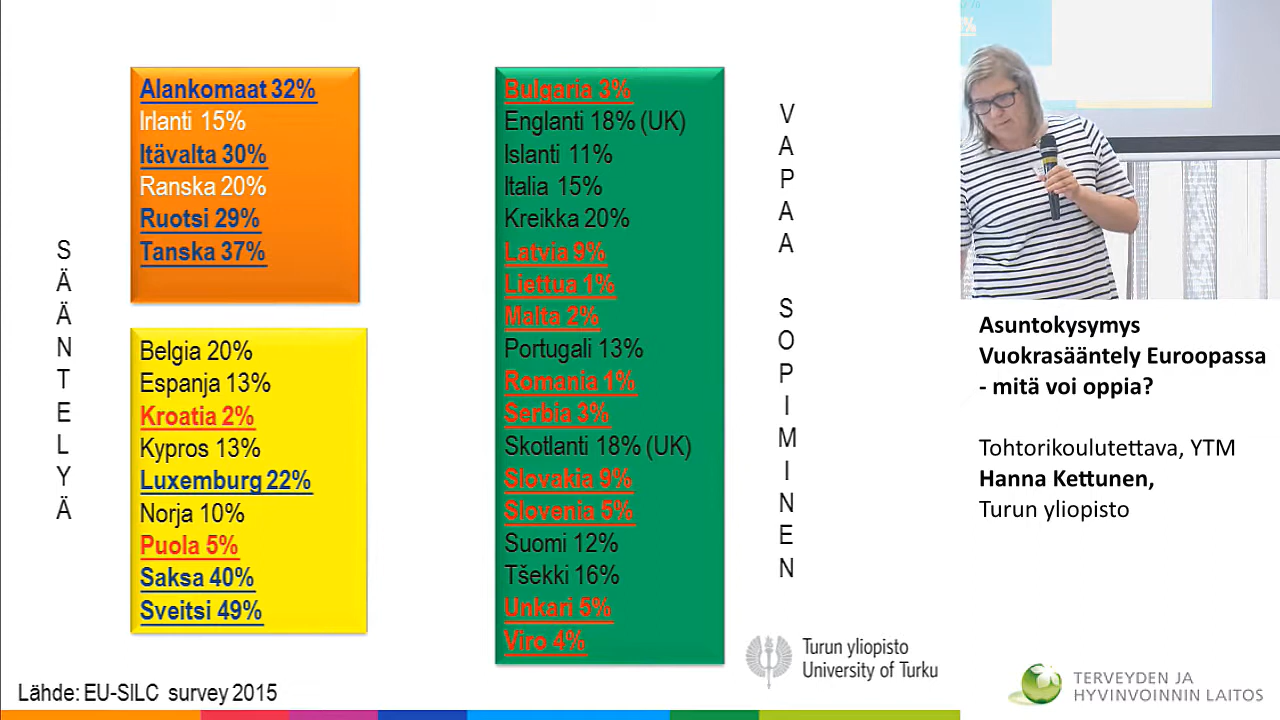 SÄÄNTELYÄ
Alankomaat 32%
Irlanti 15%
Itävalta 30%
Ranska 20%
Ruotsi 29%
Tanska 37%
Belgia 20%
Espanja 13%
Kroatia 2%
Kypros 13%
Luxemburg 22%
Norja 10%
Puola 5%
Saksa 40%
Sveitsi 49%
Bulgaria 3%
Englanti 18% (UK)
Islanti 11%
Italia 15%
Kreikka 20%
Latvia 9%
Liettua 1%
Malta 2%
Portugali 13%
Romania 1%
Serbia 3%
Skotlanti 18% (UK)
Slovakia 9%
Slovenia 5%
Suomi 12%
Tšekki 16%
Unkari 5%
Viro 4%
VAPAA SOPIMINEN
Lähde: EU-SILC survey 2015
Turun yliopisto
University of Turku
Asuntokysymys
Vuokrasääntely Euroopassa
- mitä voi oppia?
Tohtorikoulutettava, YTM
Hanna Kettunen,
Turun yliopisto
TERVEYDEN JA
HYVINVOINNIN LAITOS